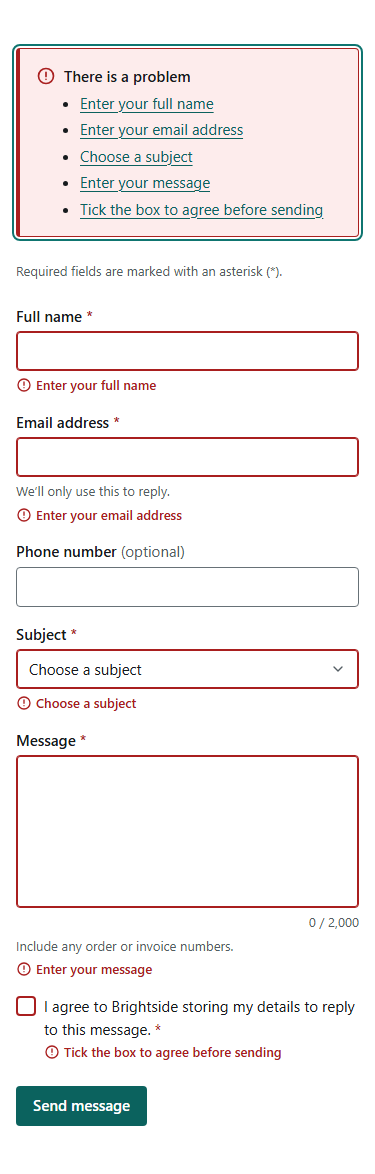 There is a problem
Enter your full name
Enter your email address
Choose a subject
Enter your message
Tick the box to agree before sending
Required fields are marked with an asterisk (*).
Full name *
Enter your full name
Email address *
We’ll only use this to reply.
Enter your email address
Phone number (optional)
Subject *
Choose a subject
Choose a subject
Message *
0 / 2,000
Include any order or invoice numbers.
Enter your message
I agree to Brightside storing my details to reply
to this message. *
Tick the box to agree before sending
Send message